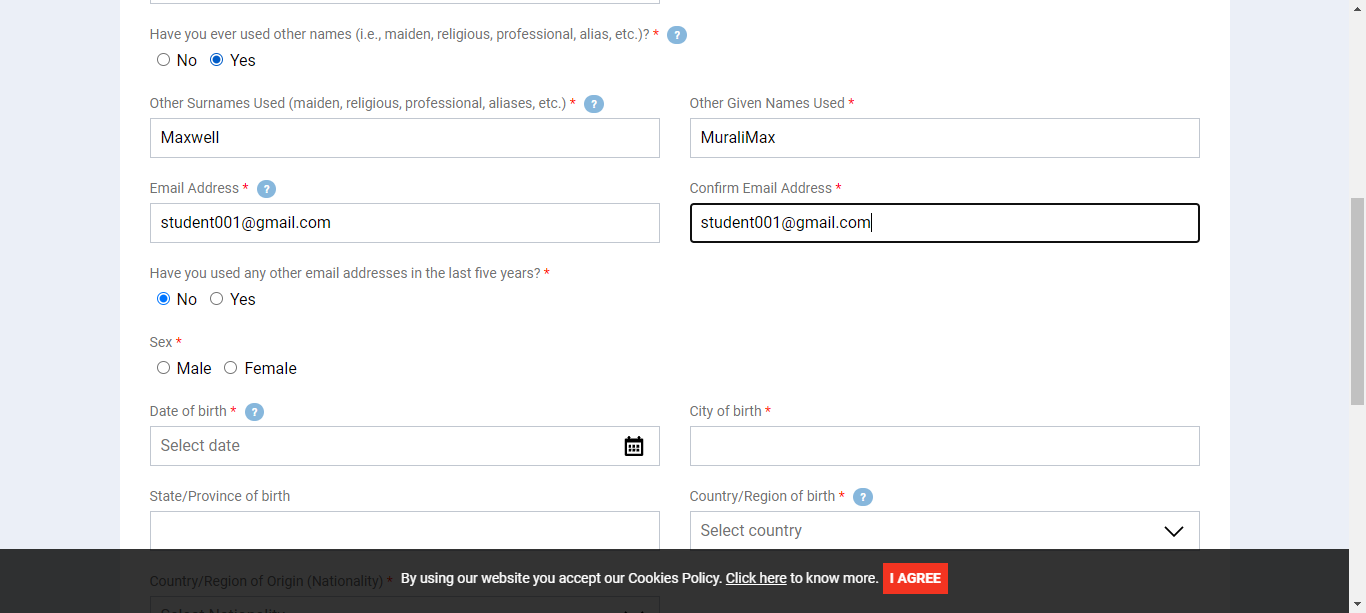 Have you ever used other names (i.e., maiden, religious, professional, alias, etc.)? * ?
No Yes
Other Surnames Used (maiden, religious, professional, aliases, etc.) * ? Other Given Names Used *
Maxwell MuraliMax
Email Address * ? Confirm Email Address *
student001@gmail.com student001@gmail.com
Have you used any other email addresses in the last five years? *
No Yes
Sex *
Male Female
Date of birth * ? City of birth *
Select date
State/Province of birth Country/Region of birth * ?
Select country
Country/Region of Origin (Nationality) * By using our website you accept our Cookies Policy. Click here to know more. I AGREE
Select Nationality